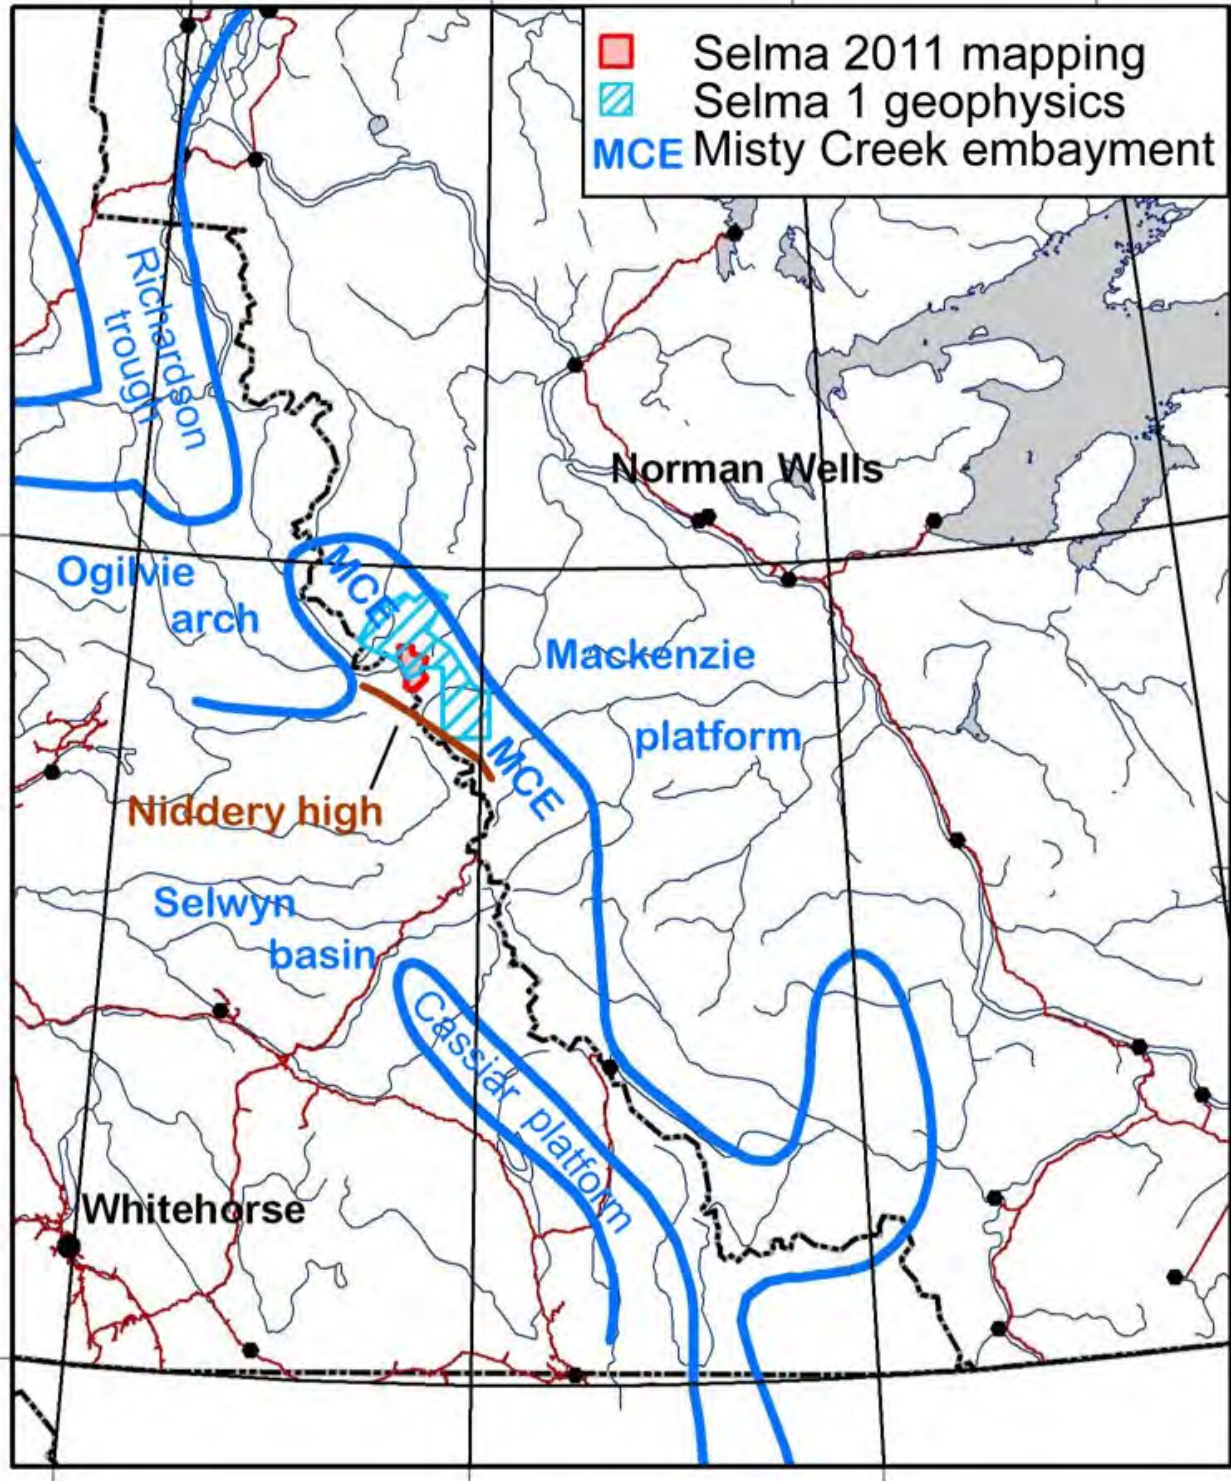 Selma 2011 mapping
Selma 1 geophysics
MCE Misty Creek embayment
Richardson
trough
Norman Wells
Ogilvie
arch
MCE
Mackenzie
platform
MCE
Niddery high
Selwyn
basin
Cassiar platform
Whitehorse